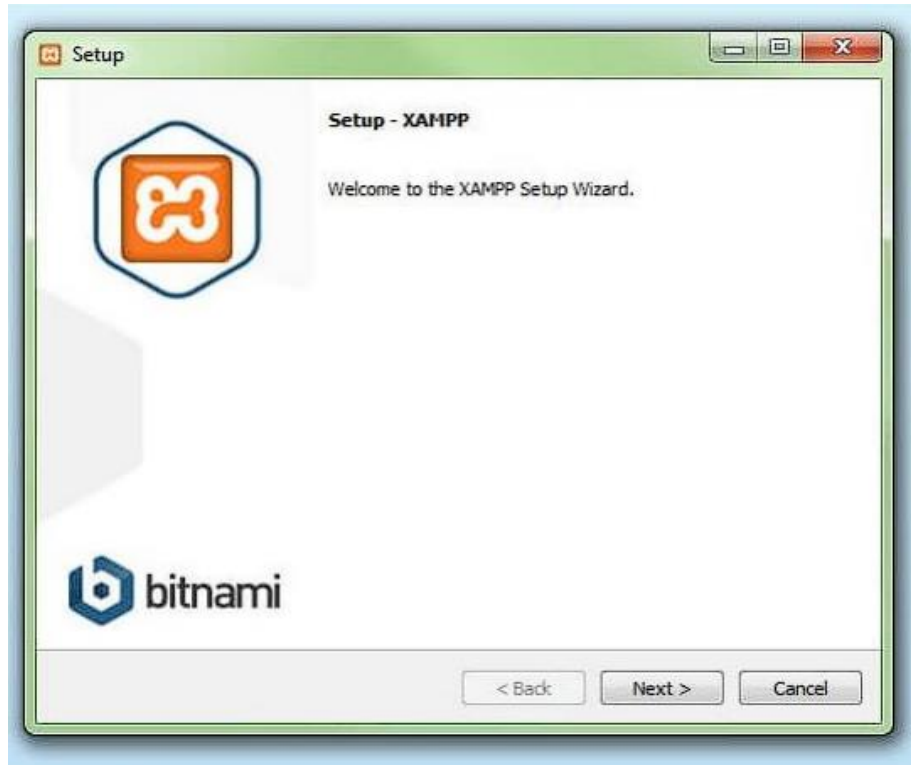 Setup
Setup - XAMPP
Welcome to the XAMPP Setup Wizard.
bitnami
< Back
Next >
Cancel